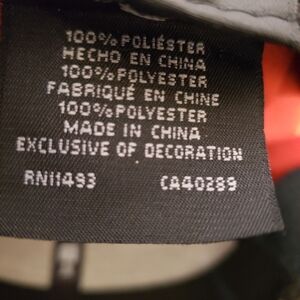 100% POLIÉSTER
HECHO EN CHINA
100% POLYESTER
FABRIQUÉ EN CHINE
100% POLYESTER
MADE IN CHINA
EXCLUSIVE OF DECORATION
RN11493 CA40289